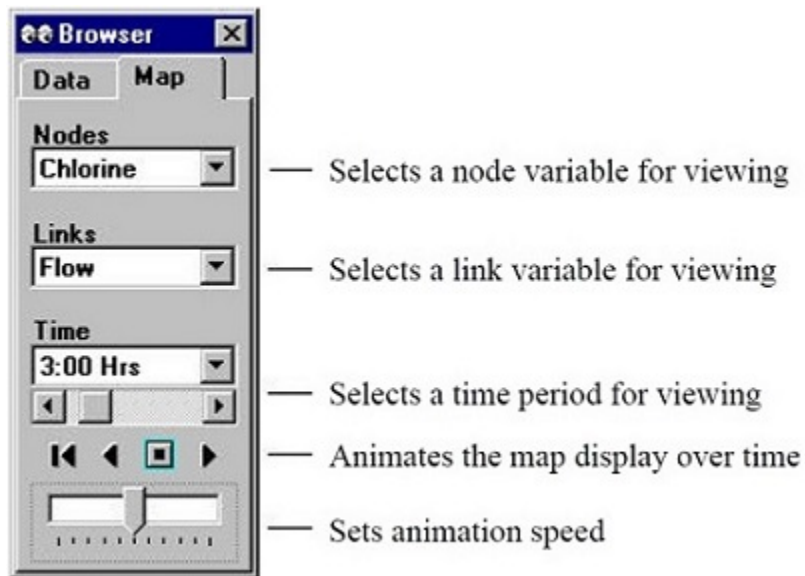 Browser
Data Map
Nodes
Chlorine — Selects a node variable for viewing
Links
Flow — Selects a link variable for viewing
Time
3:00 Hrs
— Selects a time period for viewing
— Animates the map display over time
— Sets animation speed